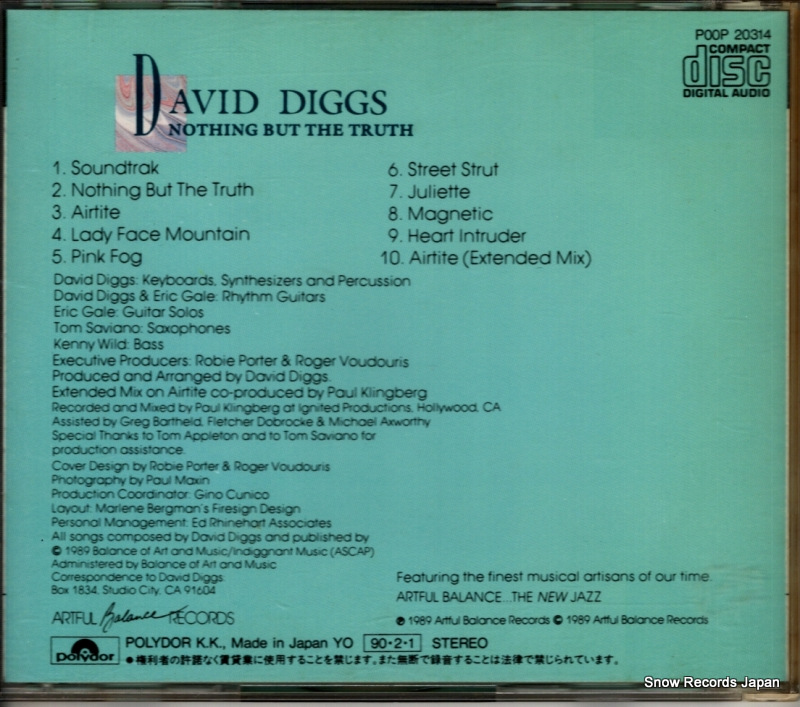 POOP 20314
COMPACT
disc
DIGITAL AUDIO
DAVID DIGGS
NOTHING BUT THE TRUTH
1. Soundtrak
2. Nothing But The Truth
3. Airtite
4. Lady Face Mountain
5. Pink Fog
6. Street Strut
7. Juliette
8. Magnetic
9. Heart Intruder
10. Airtite (Extended Mix)
David Diggs: Keyboards, Synthesizers and Percussion
David Diggs & Eric Gale: Rhythm Guitars
Eric Gale: Guitar Solos
Tom Saviano: Saxophones
Kenny Wild: Bass
Executive Producers: Robie Porter & Roger Voudouris
Produced and Arranged by David Diggs.
Extended Mix on Airtite co-produced by Paul Klingberg
Recorded and Mixed by Paul Klingberg at Ignited Productions, Hollywood, CA
Assisted by Greg Bartheld, Fletcher Dobrocke & Michael Axworthy
Special Thanks to Tom Appleton and to Tom Saviano for
production assistance.
Cover Design by Robie Porter & Roger Voudouris
Photography by Paul Maxin
Production Coordinator: Gino Cunico
Layout: Marlene Bergman's Firesign Design
Personal Management: Ed Rhinehart Associates
All songs composed by David Diggs and published by
© 1989 Balance of Art and Music/Indiggnant Music (ASCAP)
Administered by Balance of Art and Music
Correspondence to David Diggs:
Box 1834, Studio City, CA 91604
Featuring the finest musical artisans of our time.
ARTFUL BALANCE...THE NEW JAZZ
ARTFUL Balance RECORDS
℗ 1989 Artful Balance Records © 1989 Artful Balance Records
polydor
POLYDOR K.K., Made in Japan YO 90・2・1 STEREO
●権利者の許諾なく賃貸業に使用することを禁じます。また無断で録音することは法律で禁じられています。
Snow Records Japan